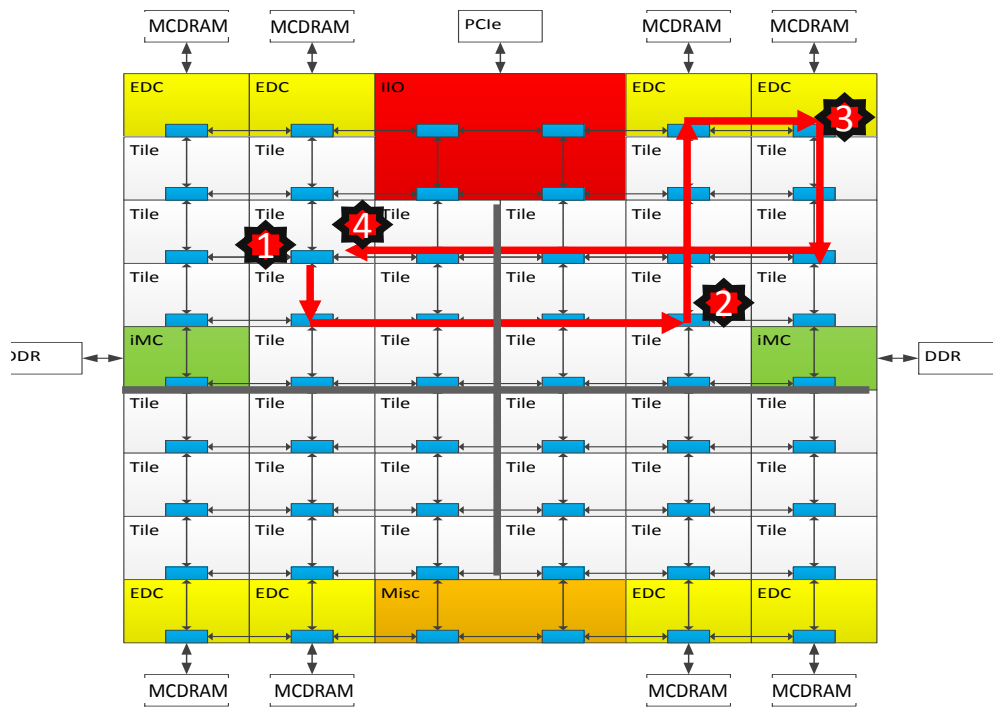 MCDRAM MCDRAM PCIe MCDRAM MCDRAM
EDC EDC IIO EDC EDC
3
Tile Tile Tile Tile
Tile Tile Tile Tile Tile Tile
1 4
Tile Tile Tile Tile Tile Tile
2
iMC Tile Tile Tile Tile iMC
DDR DDR
Tile Tile Tile Tile Tile Tile
Tile Tile Tile Tile Tile Tile
Tile Tile Tile Tile Tile Tile
EDC EDC Misc EDC EDC
MCDRAM MCDRAM MCDRAM MCDRAM